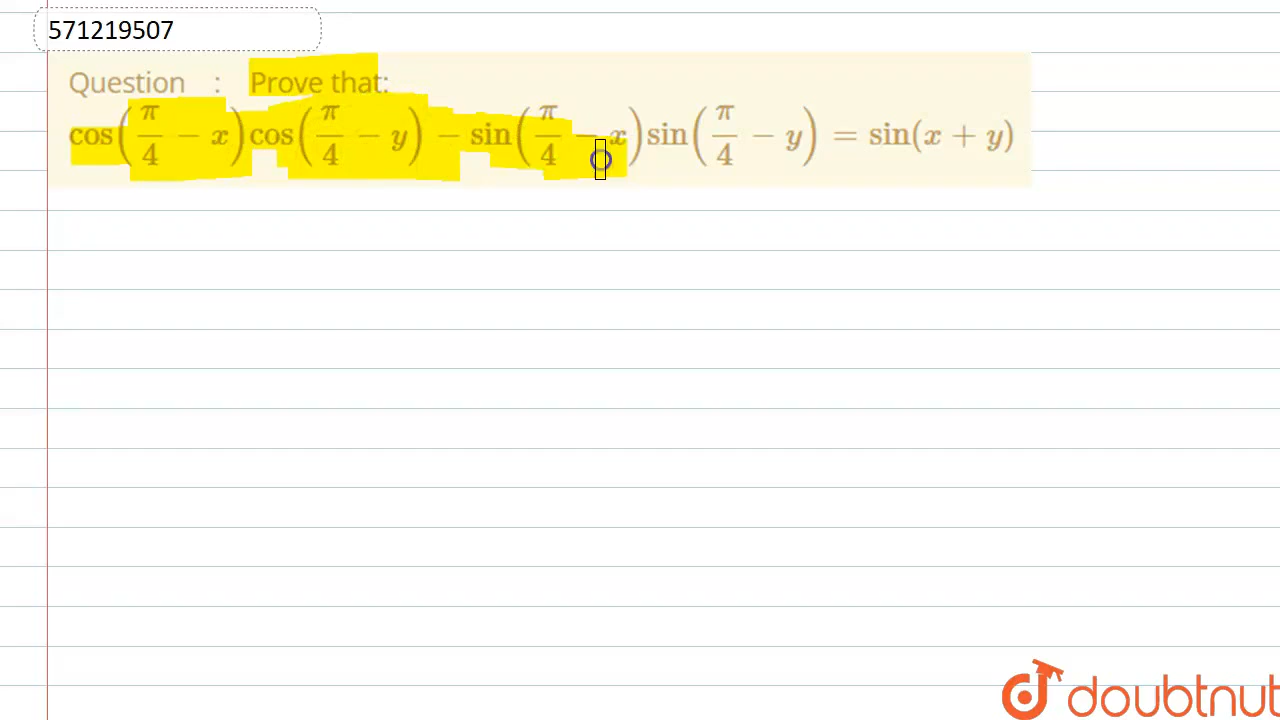 571219507
Question : Prove that:
cos(π/4 − x)cos(π/4 − y) − sin(π/4 − x)sin(π/4 − y) = sin(x + y)
doubtnut